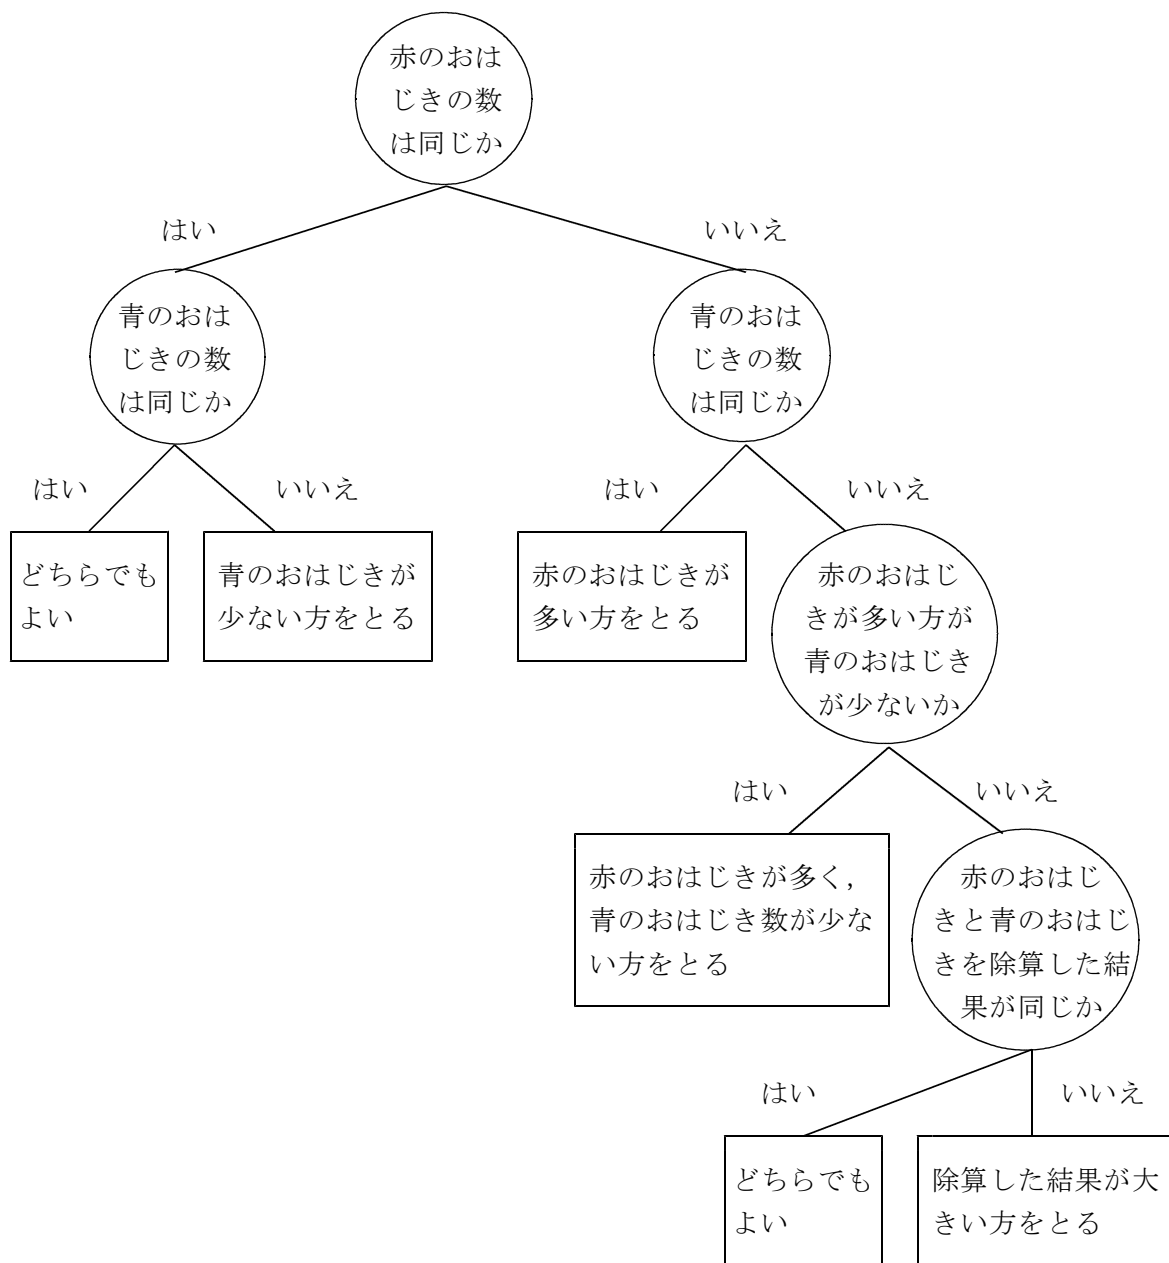 赤のおは
じきの数
は同じか
はい
いいえ
青のおは
じきの数
は同じか
青のおは
じきの数
は同じか
はい
いいえ
はい
いいえ
どちらでも
よい
青のおはじきが
少ない方をとる
赤のおはじきが
多い方をとる
赤のおはじ
きが多い方が
青のおはじき
が少ないか
はい
いいえ
赤のおはじきが多く，
青のおはじき数が少な
い方をとる
赤のおはじ
きと青のおはじ
きを除算した結
果が同じか
はい
いいえ
どちらでも
よい
除算した結果が大
きい方をとる